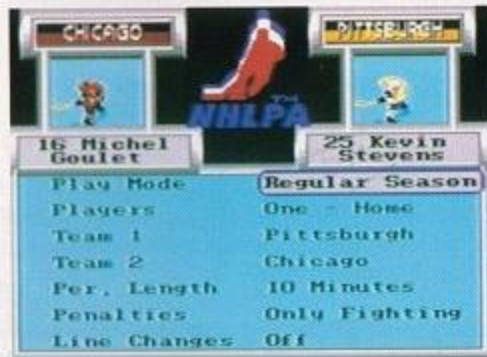 CHICAGO PITTSBURGH
NHLPA TM
16 Michel Goulet
25 Kevin Stevens
Play Mode Regular Season
Players One - Home
Team 1 Pittsburgh
Team 2 Chicago
Per. Length 10 Minutes
Penalties Only Fighting
Line Changes Off